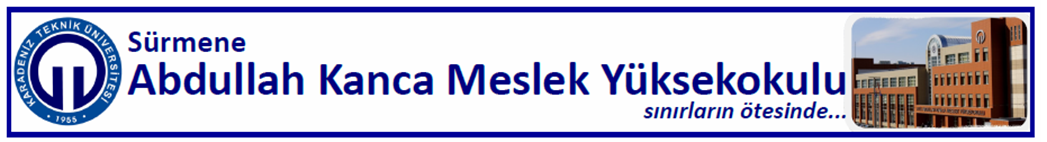 KARADENİZ TEKNİK ÜNİVERSİTESİ
• 1955 •
Sürmene
Abdullah Kanca Meslek Yüksekokulu
sınırların ötesinde...